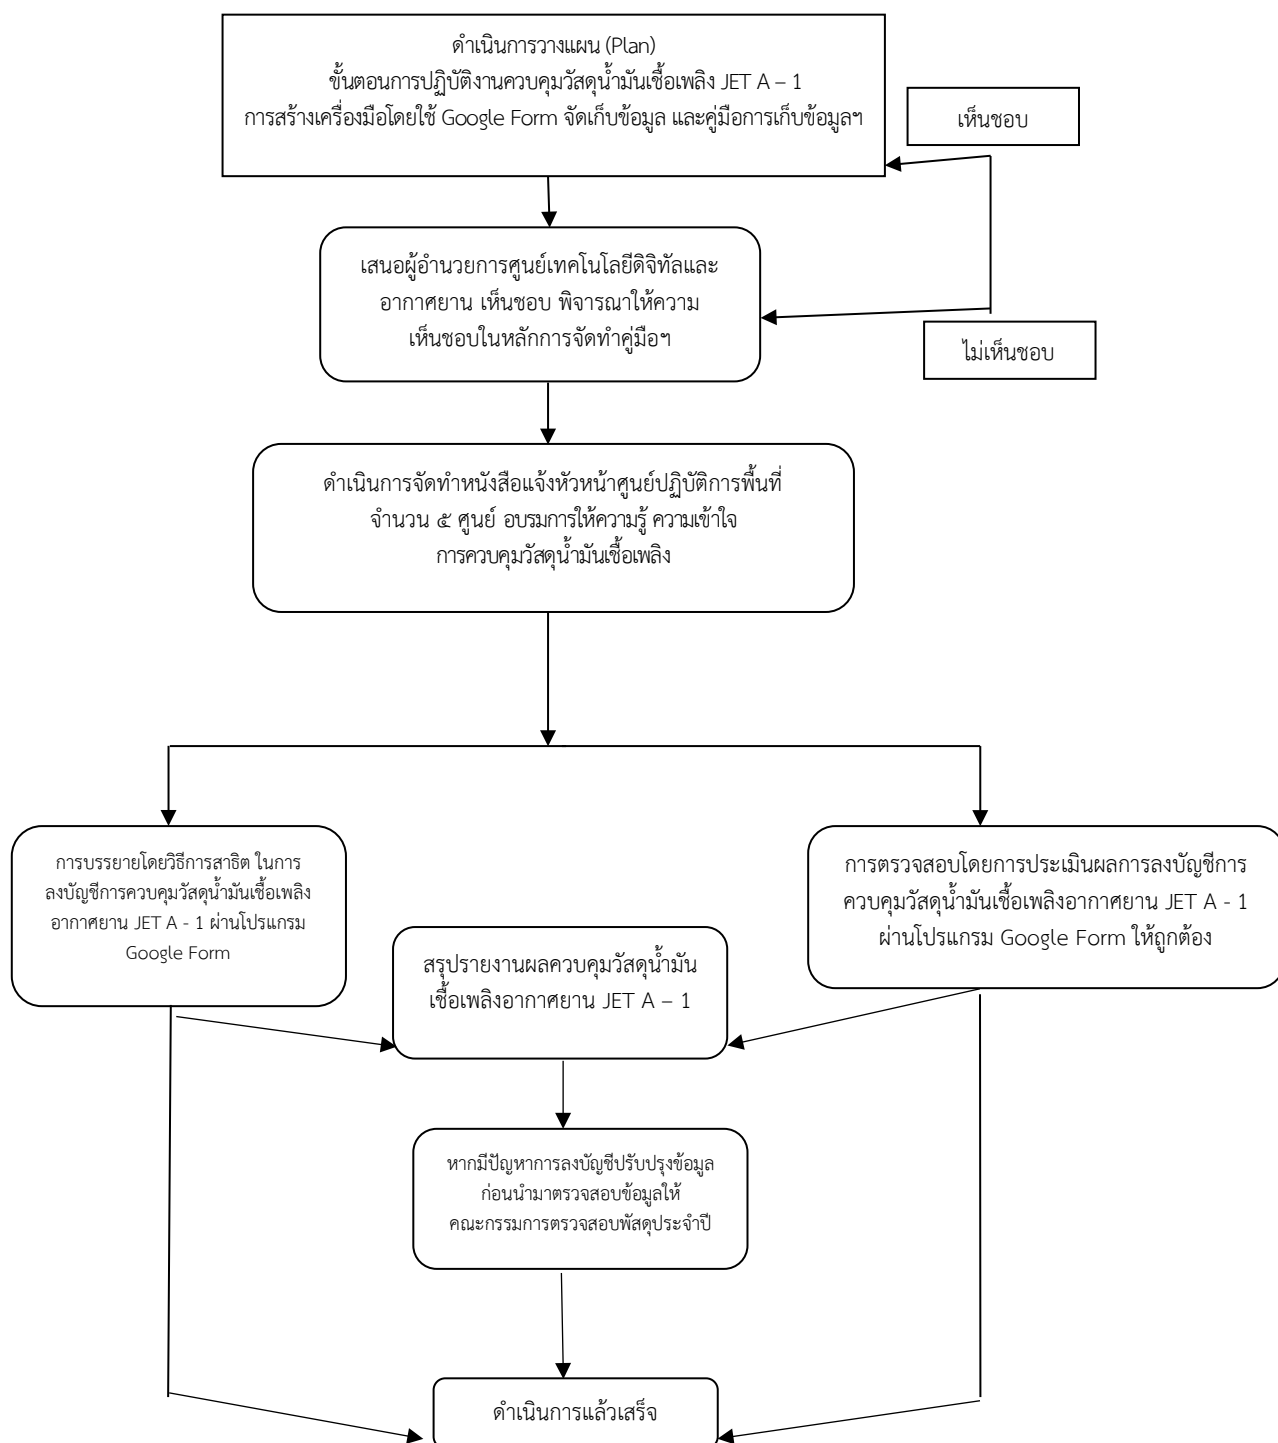 ดำเนินการวางแผน (Plan)
ขั้นตอนการปฏิบัติงานควบคุมวัสดุน้ำมันเชื้อเพลิง JET A – 1
การสร้างเครื่องมือโดยใช้ Google Form จัดเก็บข้อมูล และคู่มือการเก็บข้อมูลฯ
เห็นชอบ
เสนอผู้อำนวยการศูนย์เทคโนโลยีดิจิทัลและ
อากาศยาน เห็นชอบ พิจารณาให้ความ
เห็นชอบในหลักการจัดทำคู่มือฯ
ไม่เห็นชอบ
ดำเนินการจัดทำหนังสือแจ้งหัวหน้าศูนย์ปฏิบัติการพื้นที่
จำนวน ๕ ศูนย์ อบรมการให้ความรู้ ความเข้าใจ
การควบคุมวัสดุน้ำมันเชื้อเพลิง
การบรรยายโดยวิธีการสาธิต ในการ
ลงบัญชีการควบคุมวัสดุน้ำมันเชื้อเพลิง
อากาศยาน JET A - 1 ผ่านโปรแกรม
Google Form
การตรวจสอบโดยการประเมินผลการลงบัญชีการ
ควบคุมวัสดุน้ำมันเชื้อเพลิงอากาศยาน JET A - 1
ผ่านโปรแกรม Google Form ให้ถูกต้อง
สรุปรายงานผลควบคุมวัสดุน้ำมัน
เชื้อเพลิงอากาศยาน JET A – 1
หากมีปัญหาการลงบัญชีปรับปรุงข้อมูล
ก่อนนำมาตรวจสอบข้อมูลให้
คณะกรรมการตรวจสอบพัสดุประจำปี
ดำเนินการแล้วเสร็จ